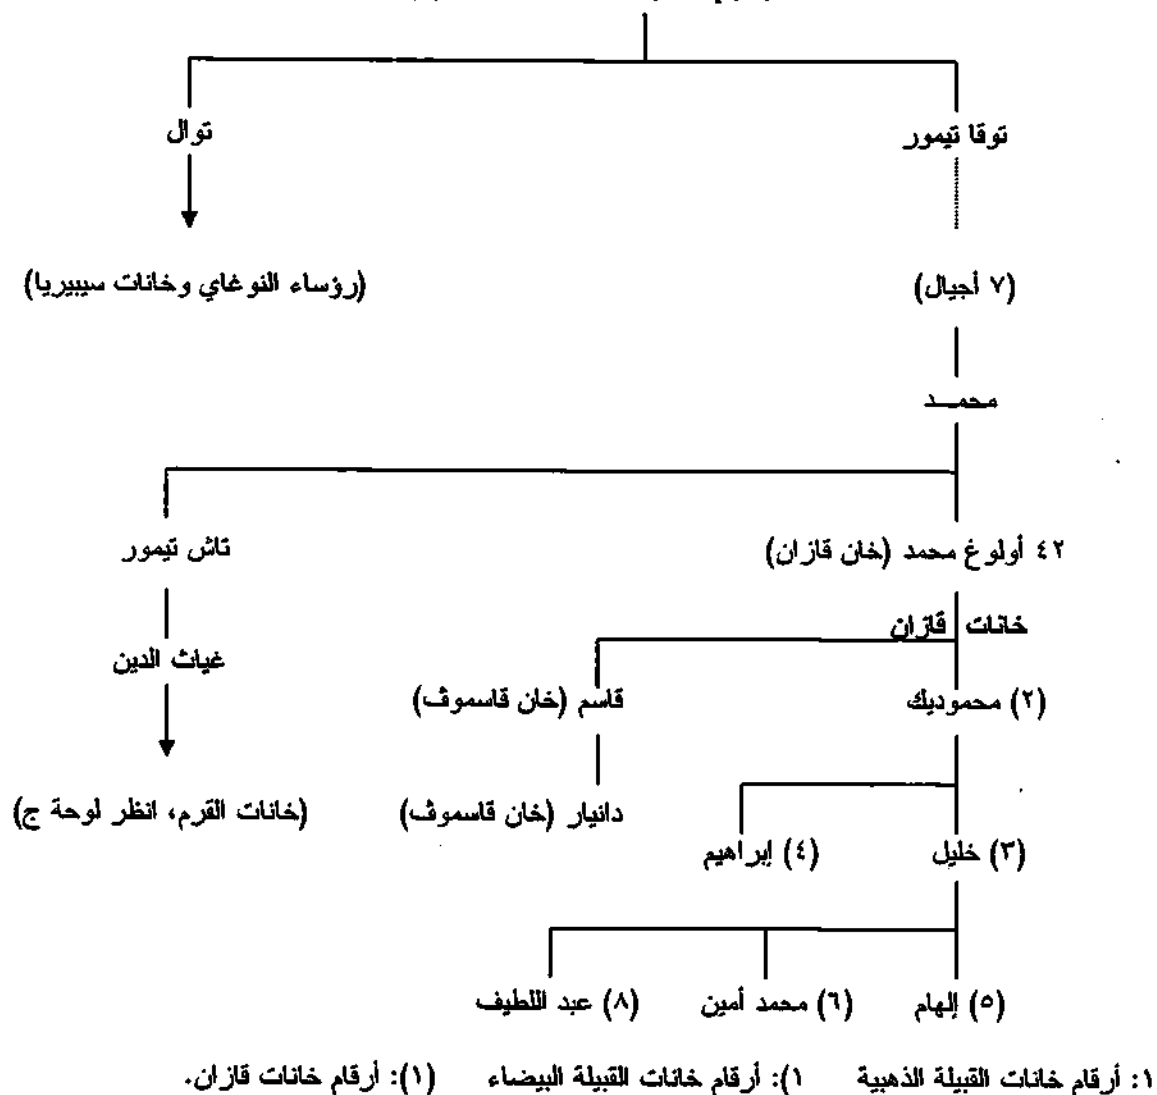 توقا تيمور توال
(٧ أجيال) (رؤساء النوغاي وخانات سيبيريا)
محمد
٤٢ أولوغ محمد (خان قازان) تاش تيمور
خانات قازان
غياث الدين
(٢) محموديك قاسم (خان قاسموڤ)
دانيار (خان قاسموڤ) (خانات القرم، انظر لوحة ج)
(٣) خليل (٤) إبراهيم
(٥) إلهام (٦) محمد أمين (٨) عبد اللطيف
١: أرقام خانات القبيلة الذهبية ١): أرقام خانات القبيلة البيضاء (١): أرقام خانات قازان.